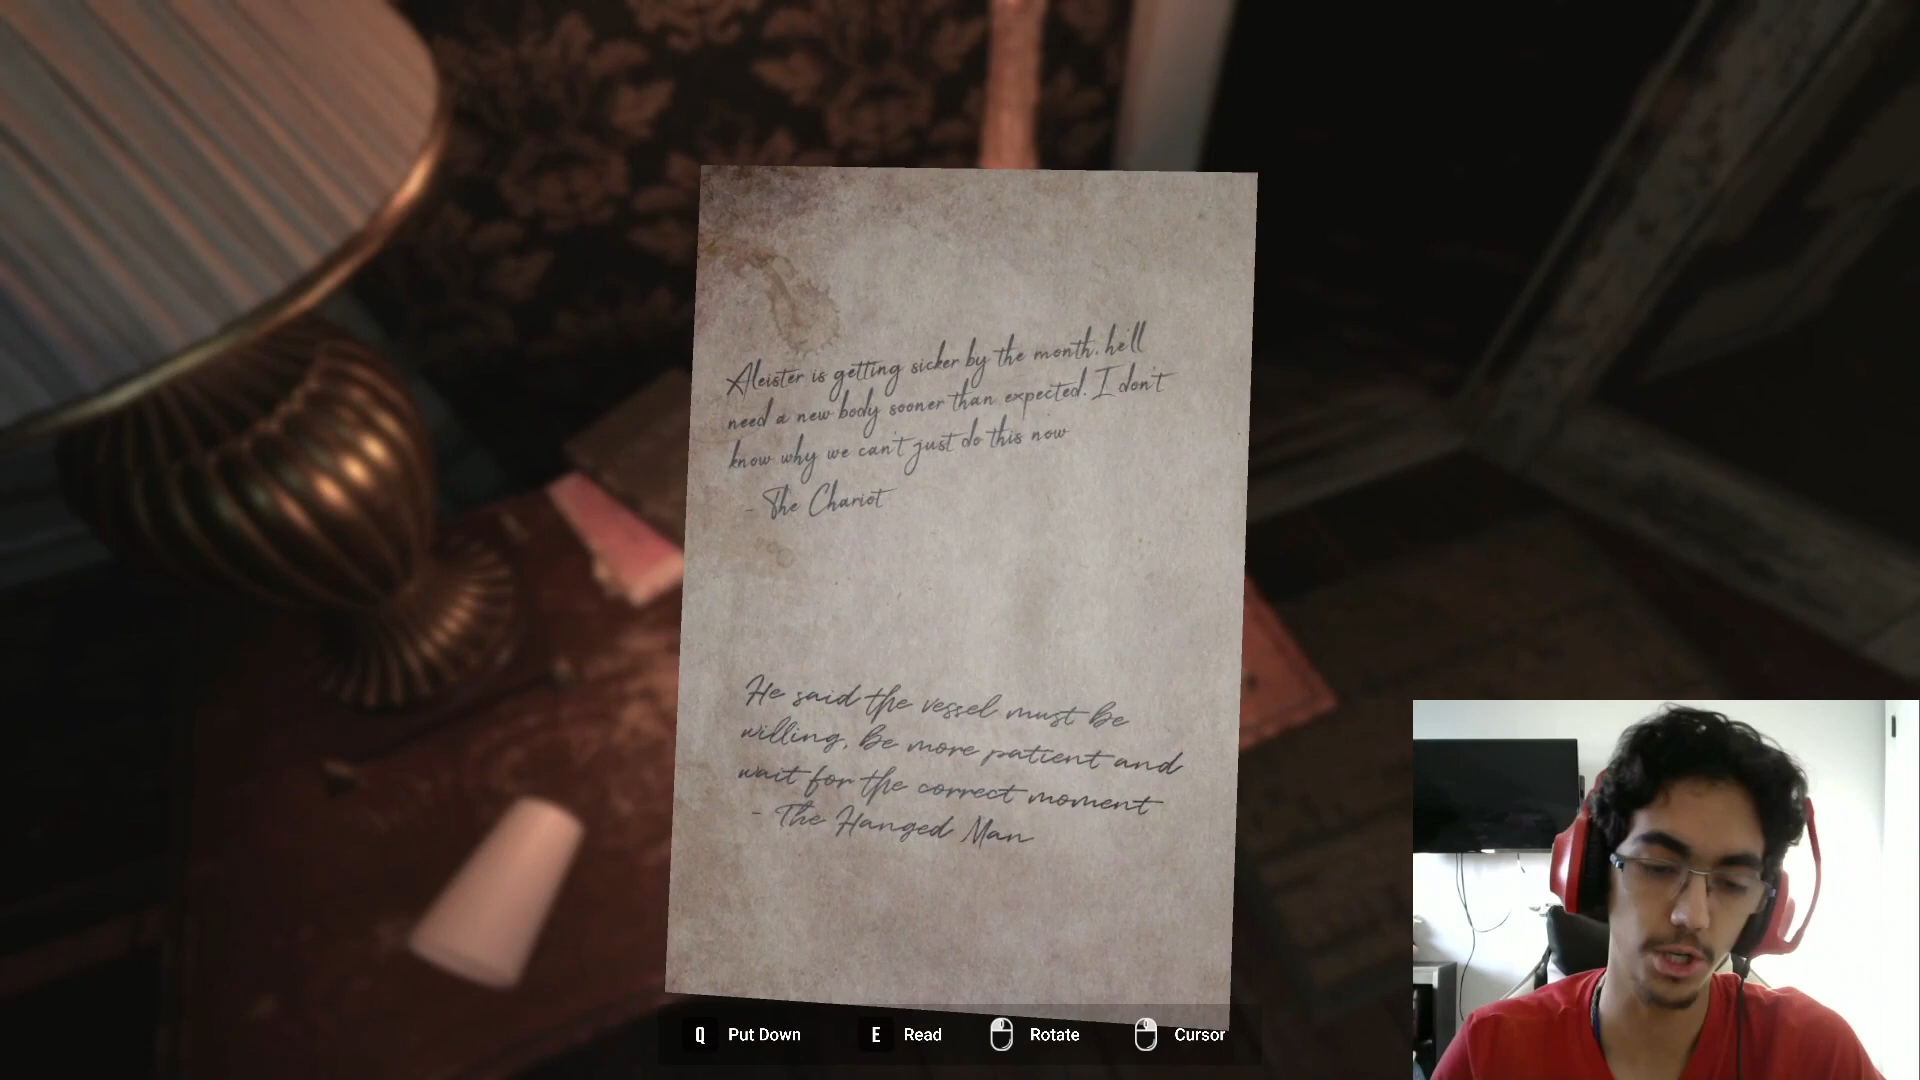 Aleister is getting sicker by the month. he'll
need a new body sooner than expected. I don't
know why we can't just do this now
- The Chariot
He said the vessel must be
willing, be more patient and
wait for the correct moment
- The Hanged Man
Q Put Down E Read Rotate Cursor